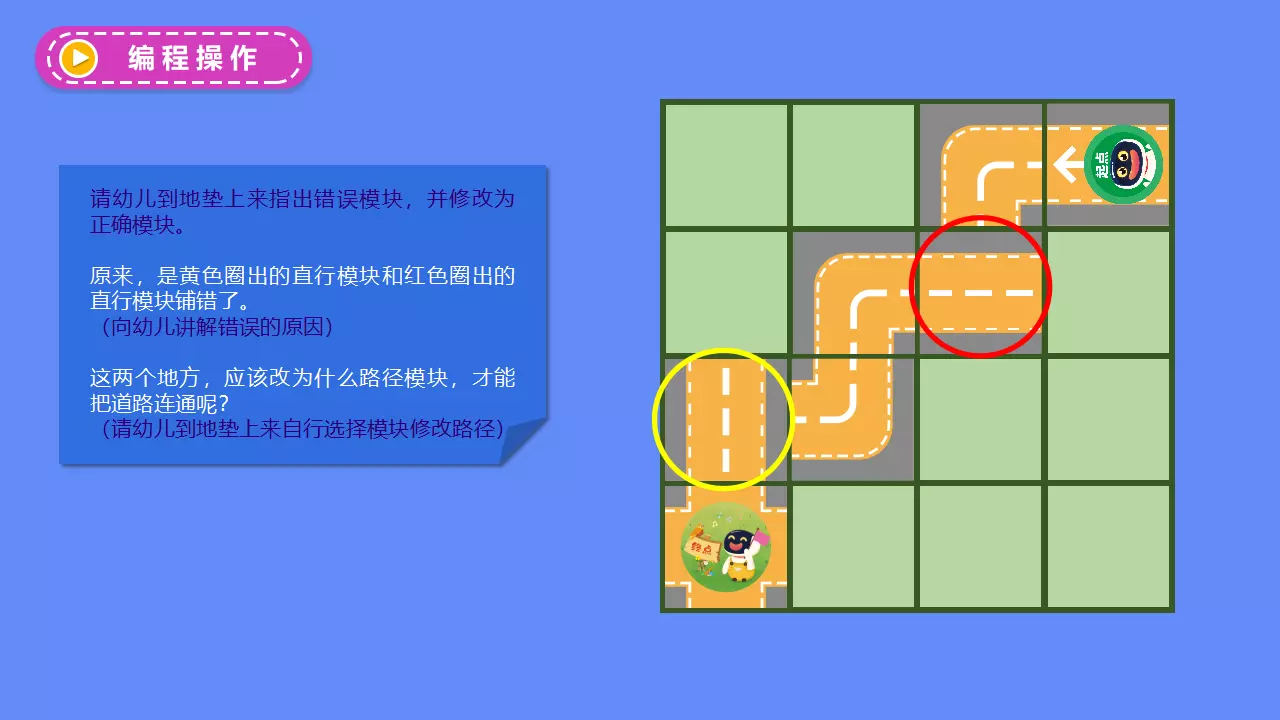 编程操作
请幼儿到地垫上来指出错误模块，并修改为
正确模块。
原来，是黄色圈出的直行模块和红色圈出的
直行模块铺错了。
（向幼儿讲解错误的原因）
这两个地方，应该改为什么路径模块，才能
把道路连通呢？
（请幼儿到地垫上来自行选择模块修改路径）
起点
终点